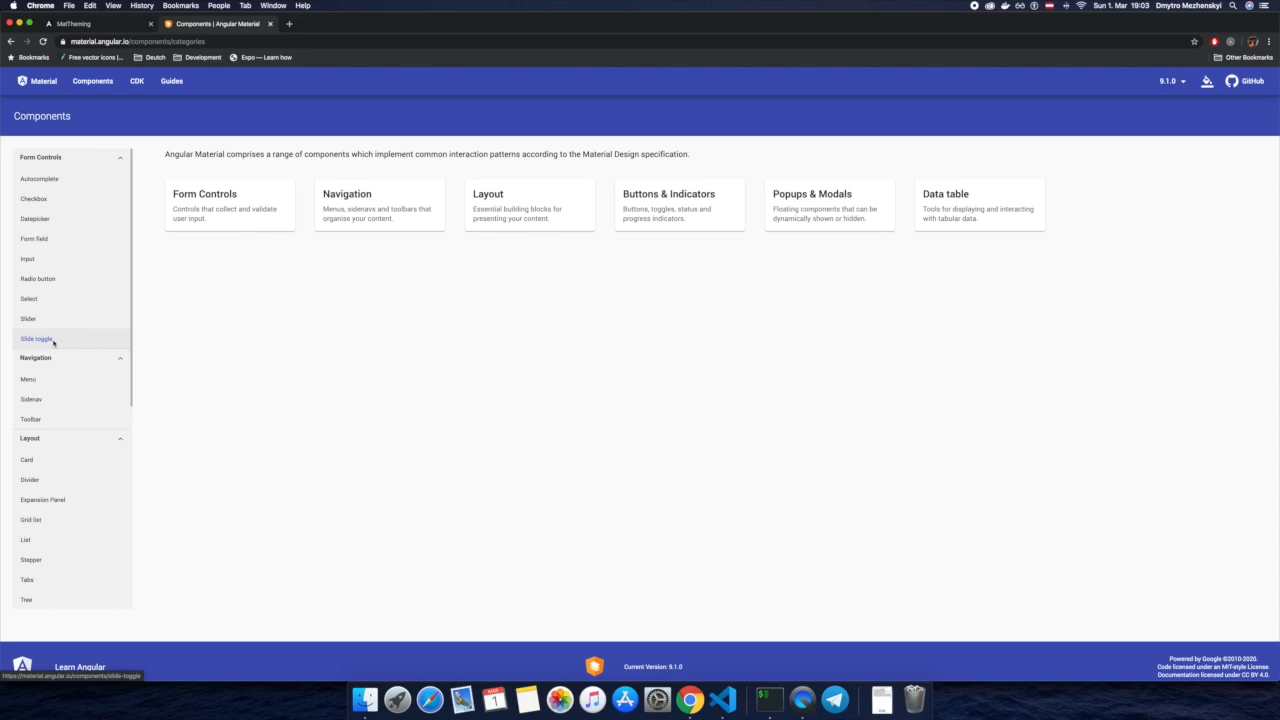 Chrome File Edit View History Bookmarks People Tab Window Help
Sun 1. Mar 19:03 Dmytro Mezhenskyi
MatTheming
Components | Angular Material
material.angular.io/components/categories
Bookmarks Free vector icons |... Deutch Development Expo — Learn how Other Bookmarks
Material Components CDK Guides 9.1.0 GitHub
Components
Form Controls
Autocomplete
Checkbox
Datepicker
Form field
Input
Radio button
Select
Slider
Slide toggle
Navigation
Menu
Sidenav
Toolbar
Layout
Card
Divider
Expansion Panel
Grid list
List
Stepper
Tabs
Tree
Angular Material comprises a range of components which implement common interaction patterns according to the Material Design specification.
Form Controls
Controls that collect and validate
user input.
Navigation
Menus, sidenavs and toolbars that
organise your content.
Layout
Essential building blocks for
presenting your content.
Buttons & Indicators
Buttons, toggles, status and
progress indicators.
Popups & Modals
Floating components that can be
dynamically shown or hidden.
Data table
Tools for displaying and interacting
with tabular data.
Learn Angular
Current Version: 9.1.0
Powered by Google ©2010-2020.
Code licensed under an MIT-style License.
Documentation licensed under CC BY 4.0.
https://material.angular.io/components/slide-toggle
1